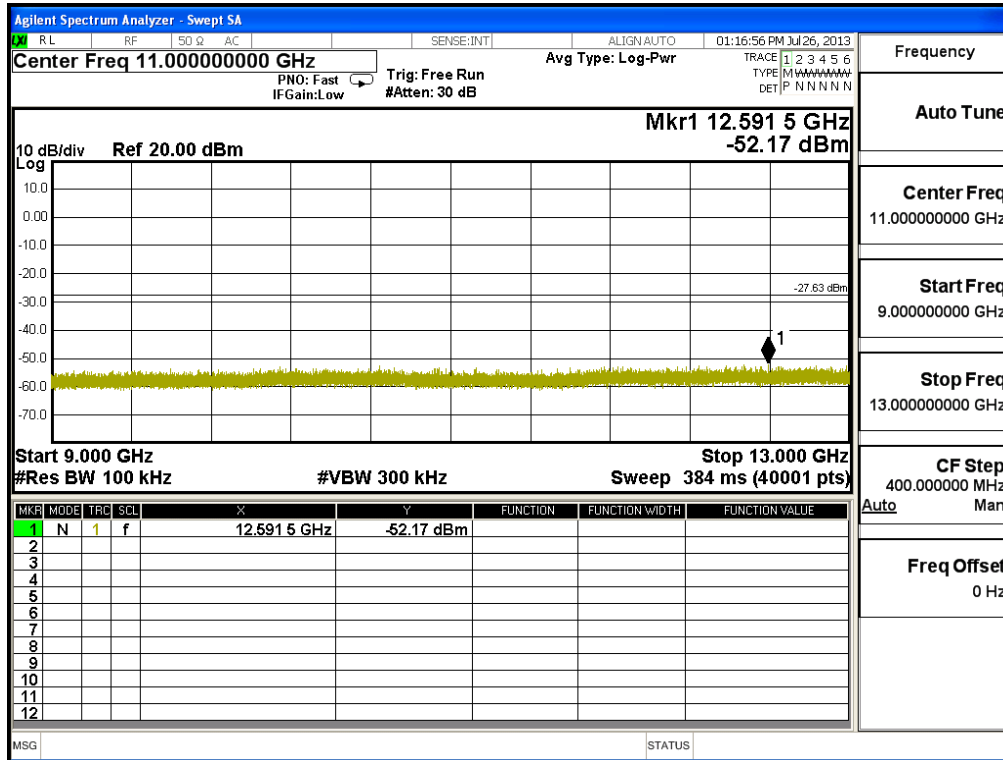 Agilent Spectrum Analyzer - Swept SA
LXI RL RF 50 Ω AC SENSE:INT ALIGN AUTO 01:16:56 PM Jul 26, 2013
Center Freq 11.000000000 GHz
PNO: Fast
IFGain:Low
Trig: Free Run
#Atten: 30 dB
Avg Type: Log-Pwr
TRACE 1 2 3 4 5 6
TYPE M WWWWW
DET P N N N N N
Mkr1 12.591 5 GHz
-52.17 dBm
10 dB/div Ref 20.00 dBm
Log
10.0
0.00
-10.0
-20.0
-27.63 dBm
-30.0
-40.0
1
-50.0
-60.0
-70.0
Start 9.000 GHz Stop 13.000 GHz
#Res BW 100 kHz #VBW 300 kHz Sweep 384 ms (40001 pts)
MKR MODE TRC SCL X Y FUNCTION FUNCTION WIDTH FUNCTION VALUE
1 N 1 f 12.591 5 GHz -52.17 dBm
2
3
4
5
6
7
8
9
10
11
12
MSG STATUS
Frequency
Auto Tune
Center Freq
11.000000000 GHz
Start Freq
9.000000000 GHz
Stop Freq
13.000000000 GHz
CF Step
400.000000 MHz
Auto Man
Freq Offset
0 Hz